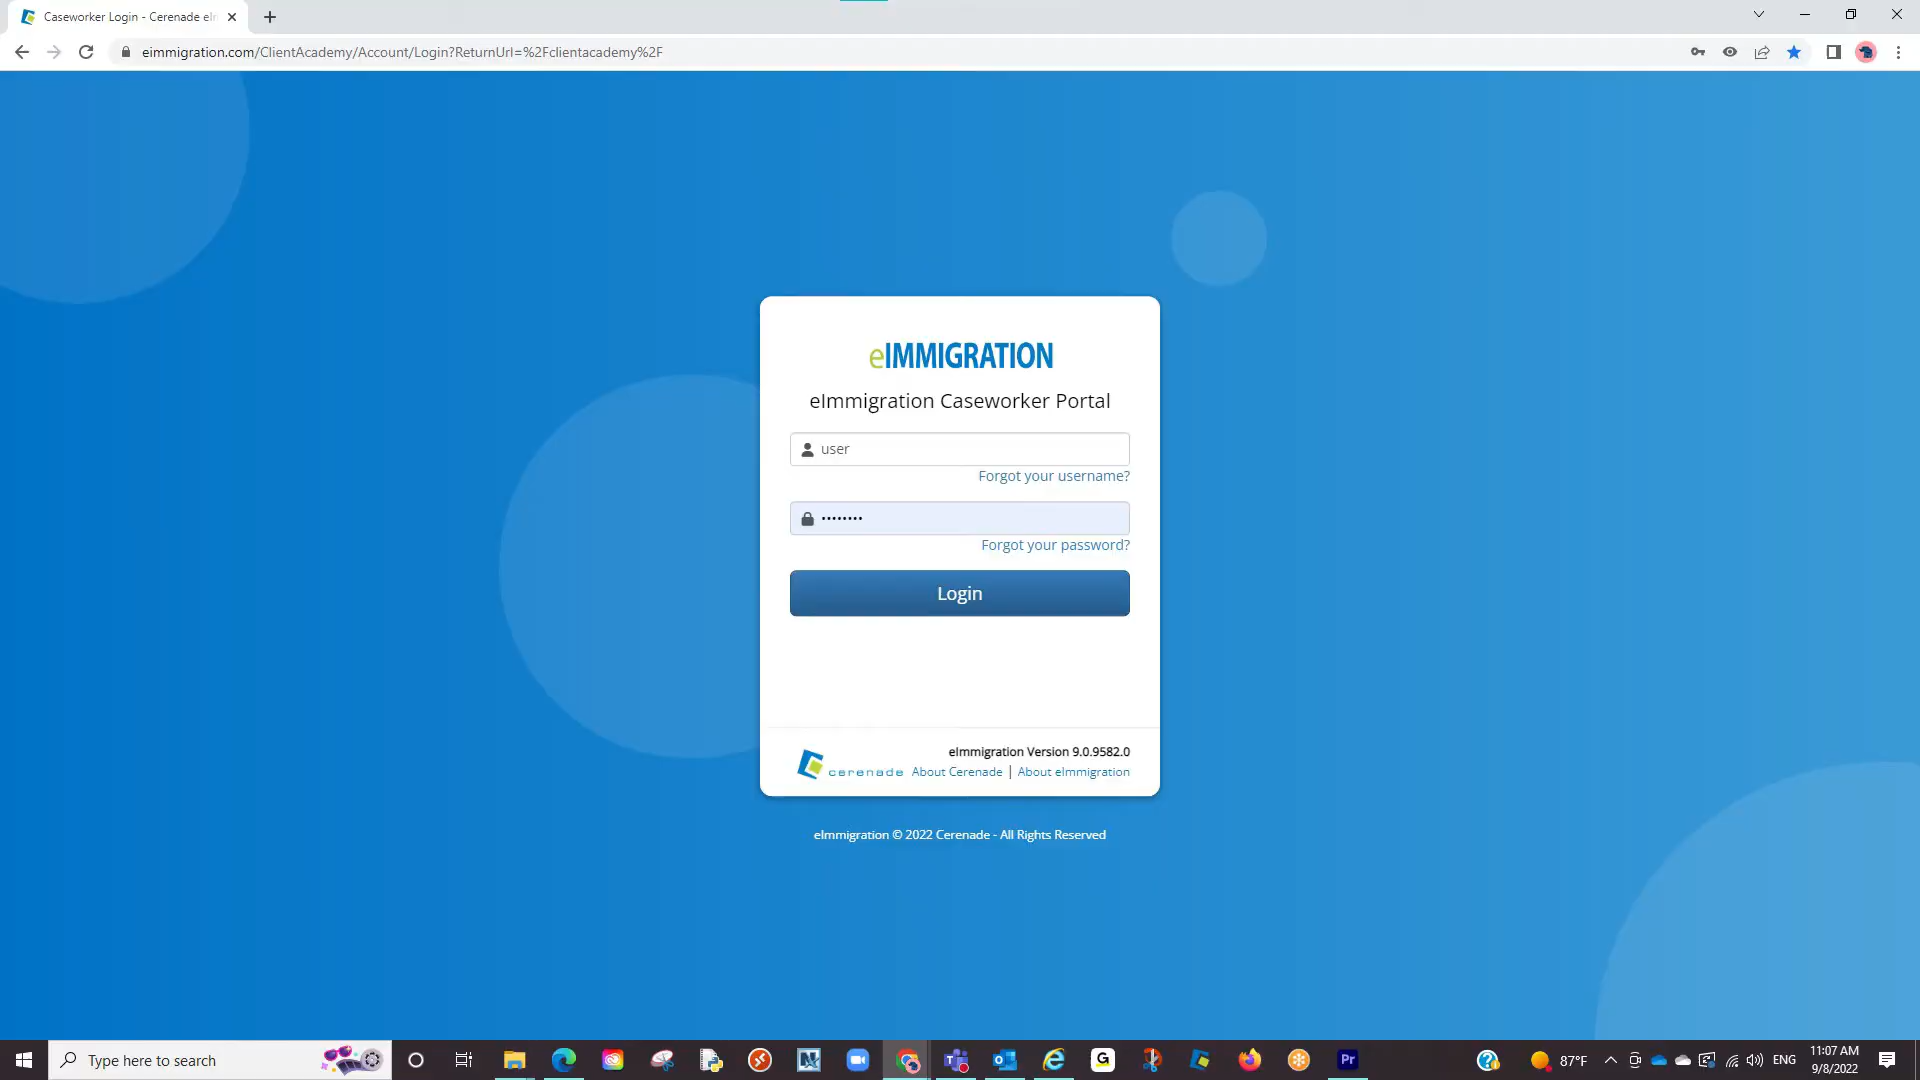 Caseworker Login - Cerenade eIn
eimmigration.com/ClientAcademy/Account/Login?ReturnUrl=%2Fclientacademy%2F
eIMMIGRATION
eImmigration Caseworker Portal
user
Forgot your username?
••••••••
Forgot your password?
Login
eImmigration Version 9.0.9582.0
cerenade About Cerenade | About eImmigration
eImmigration © 2022 Cerenade - All Rights Reserved
Type here to search
G
Pr
87°F
ENG
11:07 AM
9/8/2022